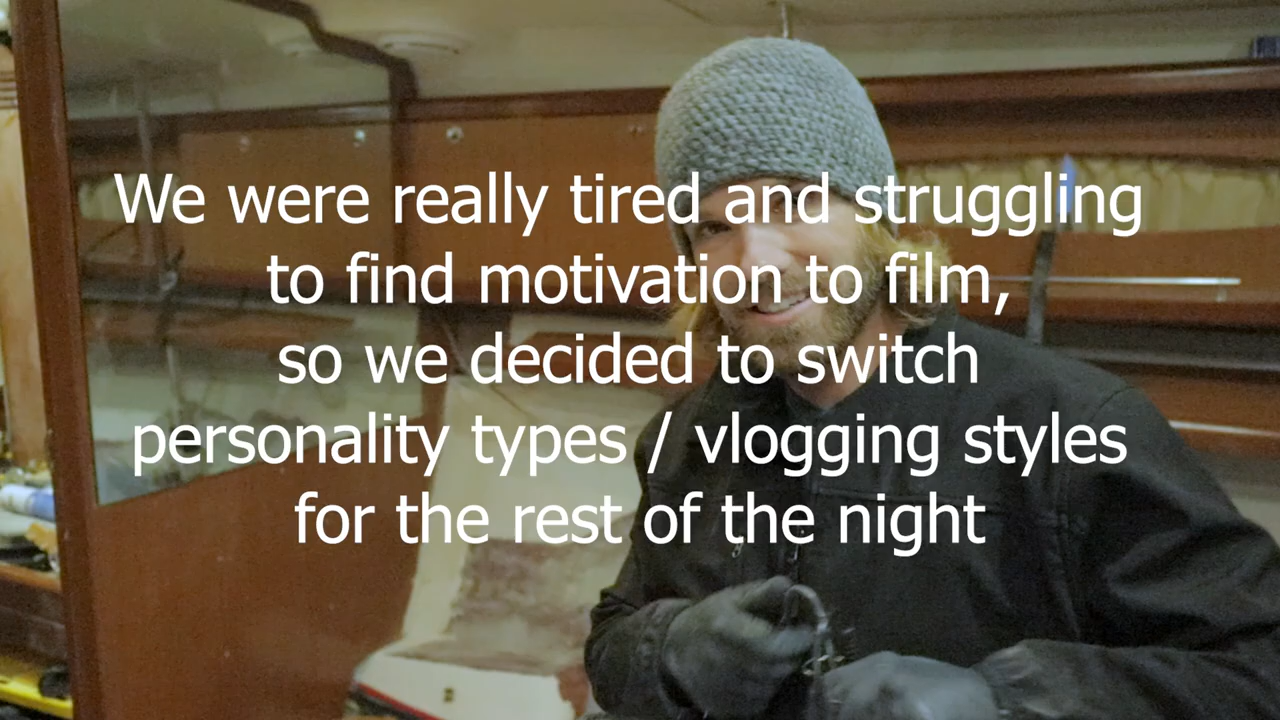 We were really tired and struggling
to find motivation to film,
so we decided to switch
personality types / vlogging styles
for the rest of the night